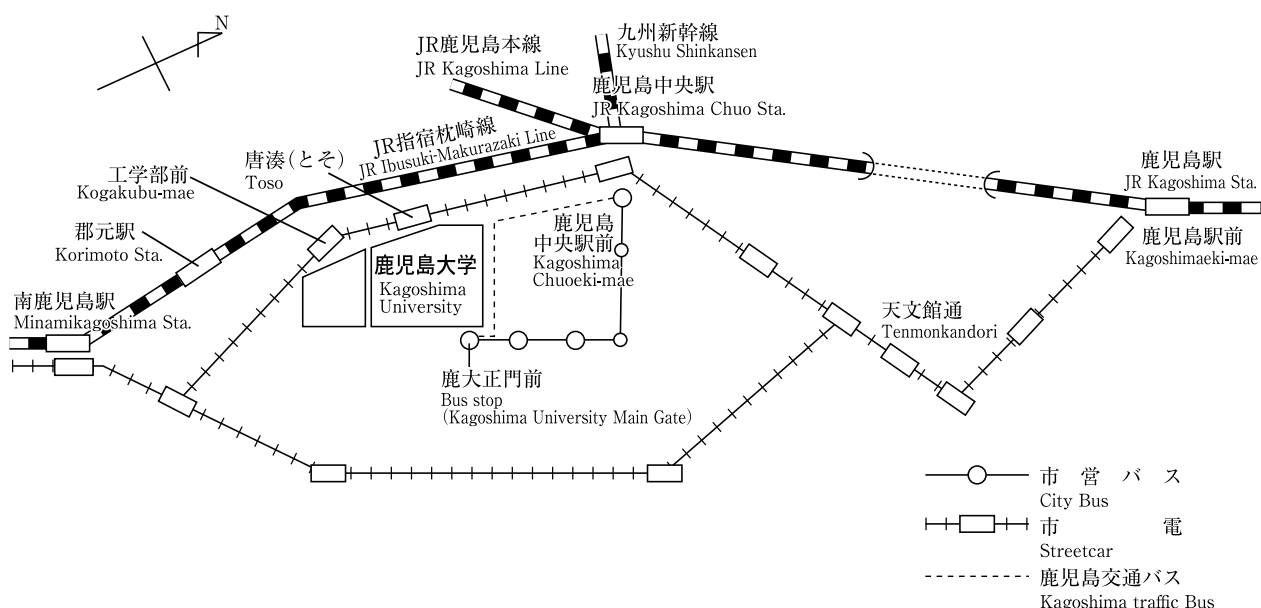 N
九州新幹線
Kyushu Shinkansen
JR鹿児島本線
JR Kagoshima Line
鹿児島中央駅
JR Kagoshima Chuo Sta.
JR指宿枕崎線
JR Ibusuki-Makurazaki Line
唐湊(とそ)
Toso
工学部前
Kogakubu-mae
郡元駅
Korimoto Sta.
南鹿児島駅
Minamikagoshima Sta.
鹿児島大学
Kagoshima
University
鹿児島
中央駅前
Kagoshima
Chuoeki-mae
鹿児島駅
JR Kagoshima Sta.
鹿児島駅前
Kagoshimaeki-mae
天文館通
Tenmonkandori
鹿大正門前
Bus stop
(Kagoshima University Main Gate)
市営バス
City Bus
市電
Streetcar
鹿児島交通バス
Kagoshima traffic Bus